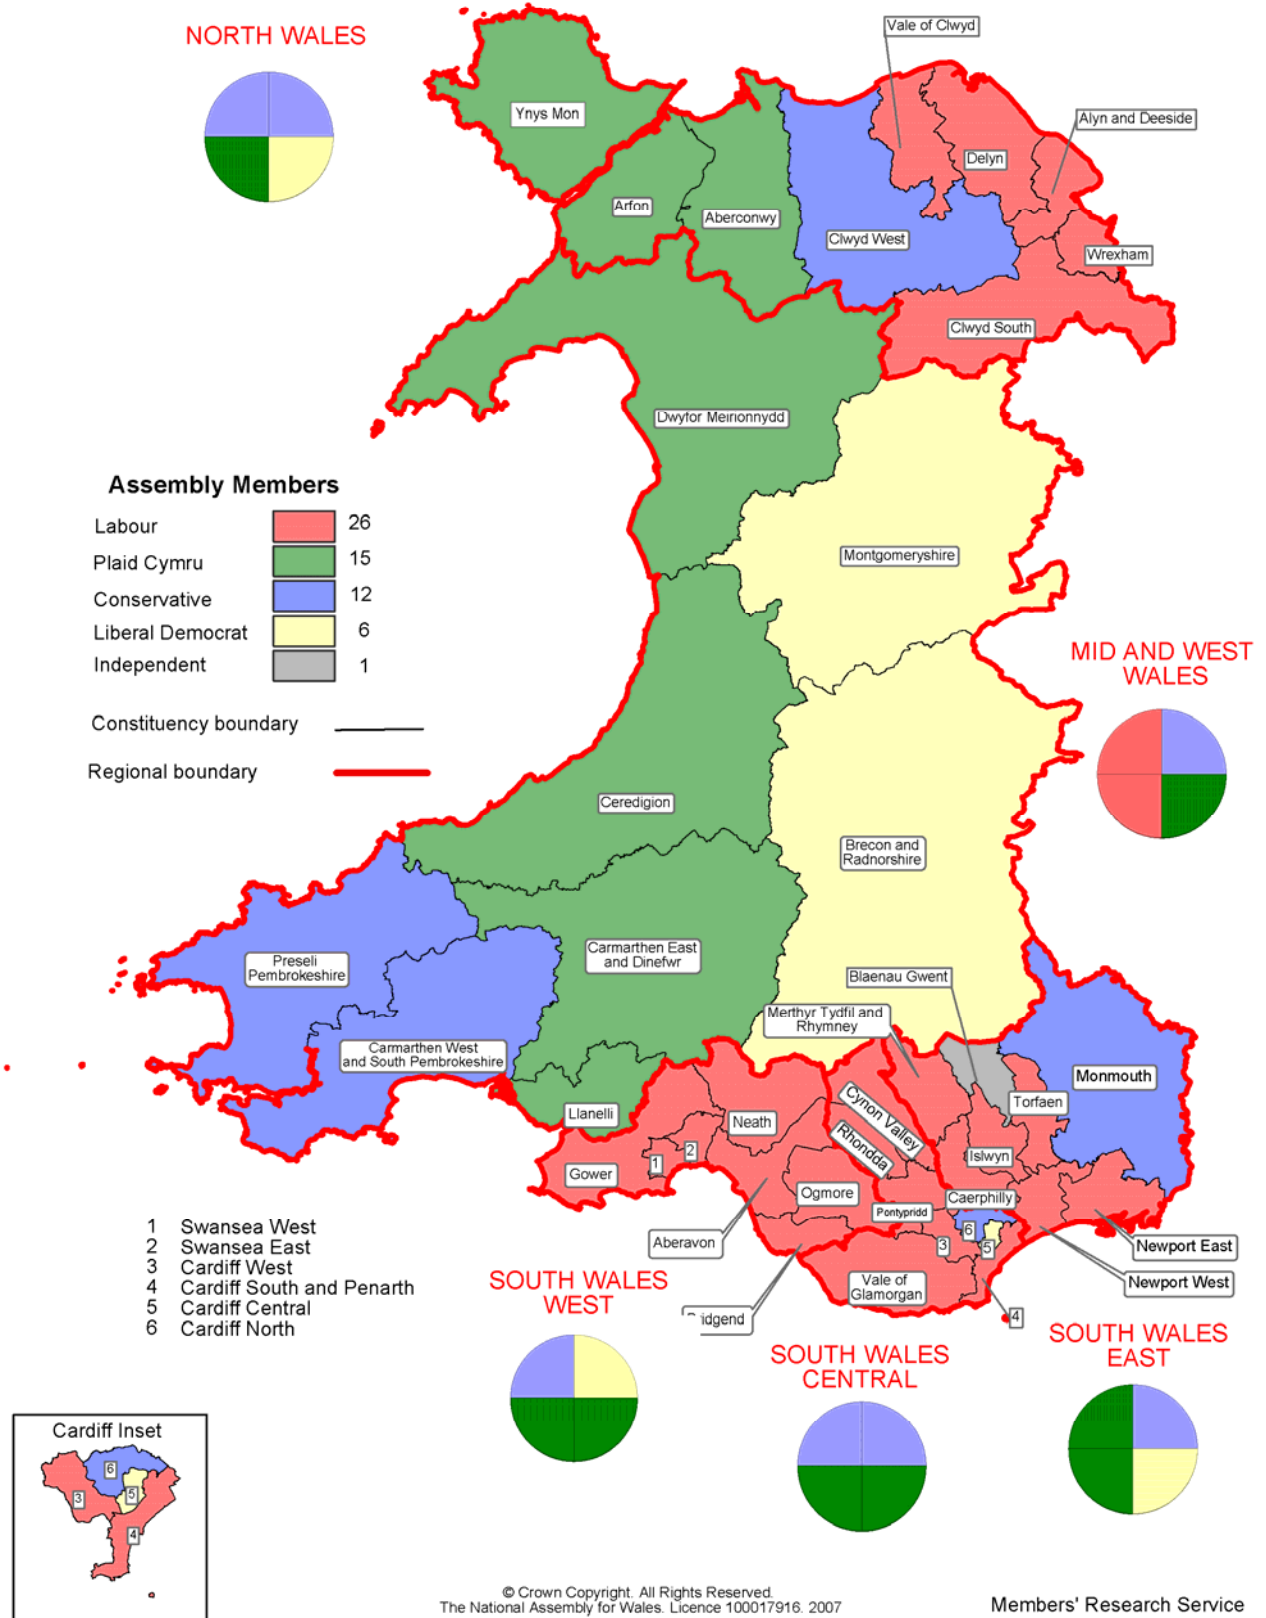 NORTH WALES
Vale of Clwyd
Alyn and Deeside
Ynys Mon
Delyn
Arfon
Aberconwy
Clwyd West
Wrexham
Clwyd South
Dwyfor Meirionnydd
Assembly Members
Labour 26
Plaid Cymru 15
Conservative 12
Liberal Democrat 6
Independent 1
Constituency boundary
Regional boundary
Montgomeryshire
MID AND WEST
WALES
Ceredigion
Brecon and
Radnorshire
Carmarthen East
and Dinefwr
Preseli
Pembrokeshire
Blaenau Gwent
Merthyr Tydfil and
Rhymney
Carmarthen West
and South Pembrokeshire
Monmouth
Torfaen
Llanelli
Neath
Cynon Valley
Rhondda
Islwyn
Gower
1
2
Ogmore
Caerphilly
Pontypridd
6
3
5
Aberavon
Newport East
Newport West
Vale of
Glamorgan
4
1 Swansea West
2 Swansea East
3 Cardiff West
4 Cardiff South and Penarth
5 Cardiff Central
6 Cardiff North
SOUTH WALES
WEST
idgend
SOUTH WALES
CENTRAL
SOUTH WALES
EAST
Cardiff Inset
6
5
3
4
© Crown Copyright. All Rights Reserved.
The National Assembly for Wales. Licence 100017916. 2007
Members' Research Service